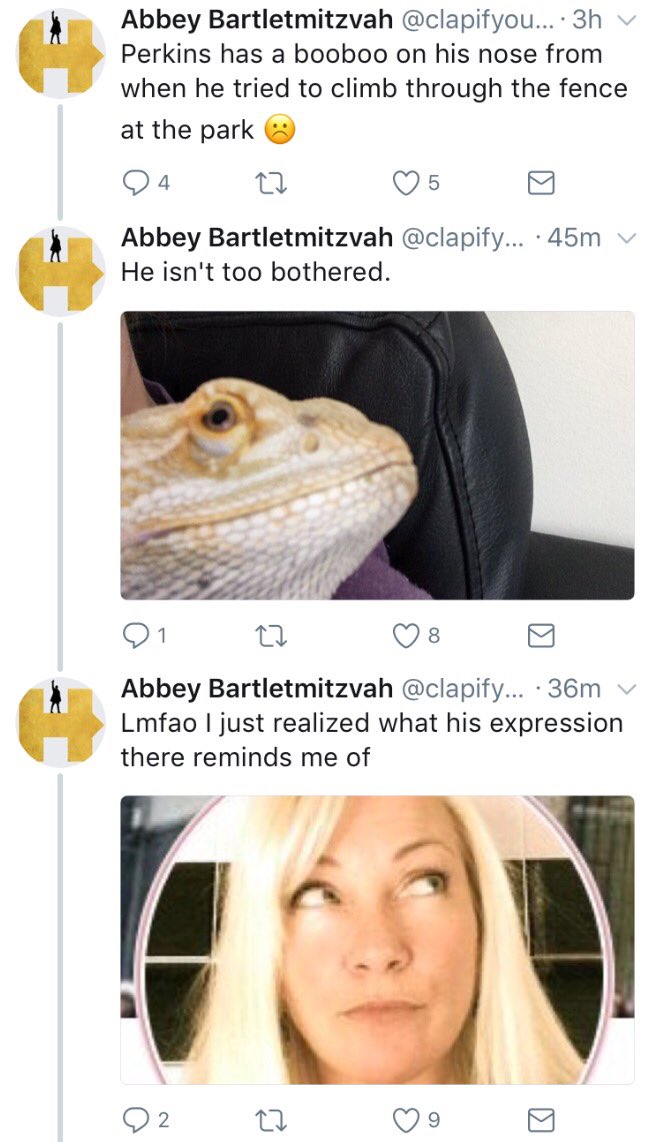 Abbey Bartletmitzvah @clapifyou... · 3h
Perkins has a booboo on his nose from
when he tried to climb through the fence
at the park ☹️
4 5
Abbey Bartletmitzvah @clapify... · 45m
He isn't too bothered.
1 8
Abbey Bartletmitzvah @clapify... · 36m
Lmfao I just realized what his expression
there reminds me of
2 9